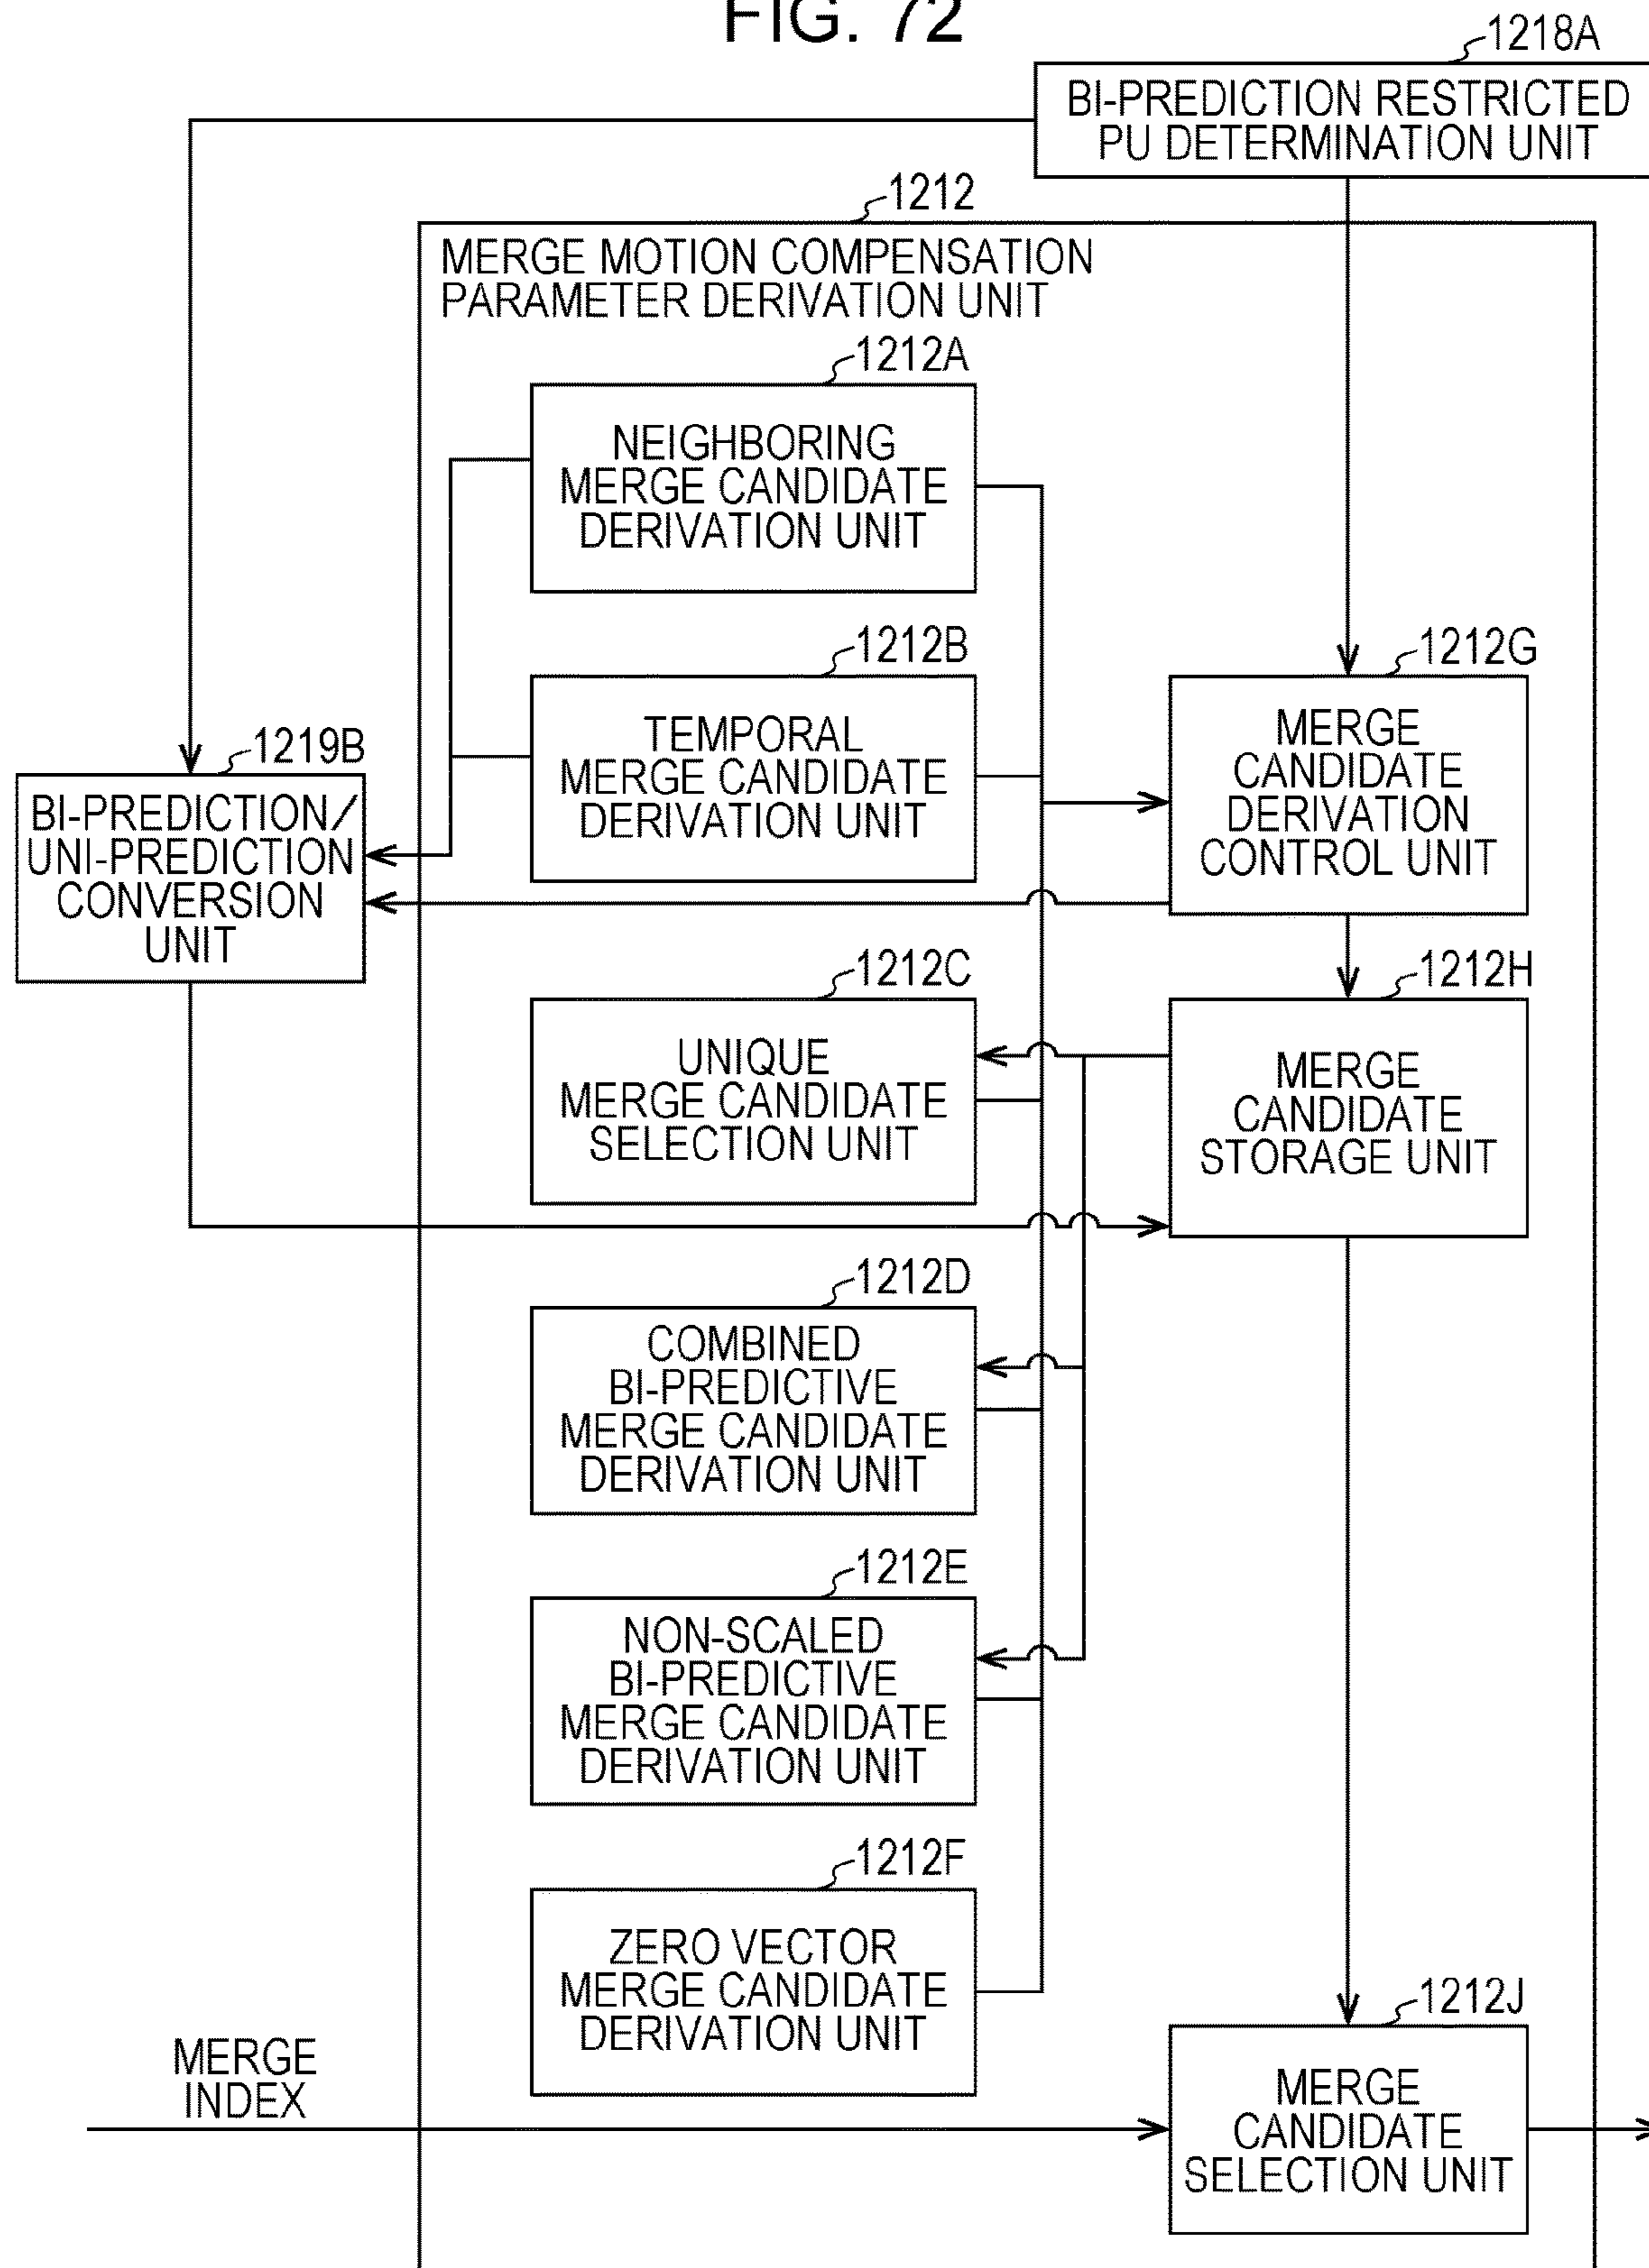 FIG. 72
1218A
BI-PREDICTION RESTRICTED
PU DETERMINATION UNIT
1212
MERGE MOTION COMPENSATION
PARAMETER DERIVATION UNIT
1212A
NEIGHBORING
MERGE CANDIDATE
DERIVATION UNIT
1212B
TEMPORAL
MERGE CANDIDATE
DERIVATION UNIT
1212G
MERGE
CANDIDATE
DERIVATION
CONTROL UNIT
1219B
BI-PREDICTION/
UNI-PREDICTION
CONVERSION
UNIT
1212C
UNIQUE
MERGE CANDIDATE
SELECTION UNIT
1212H
MERGE
CANDIDATE
STORAGE UNIT
1212D
COMBINED
BI-PREDICTIVE
MERGE CANDIDATE
DERIVATION UNIT
1212E
NON-SCALED
BI-PREDICTIVE
MERGE CANDIDATE
DERIVATION UNIT
1212F
ZERO VECTOR
MERGE CANDIDATE
DERIVATION UNIT
MERGE
INDEX
1212J
MERGE
CANDIDATE
SELECTION UNIT